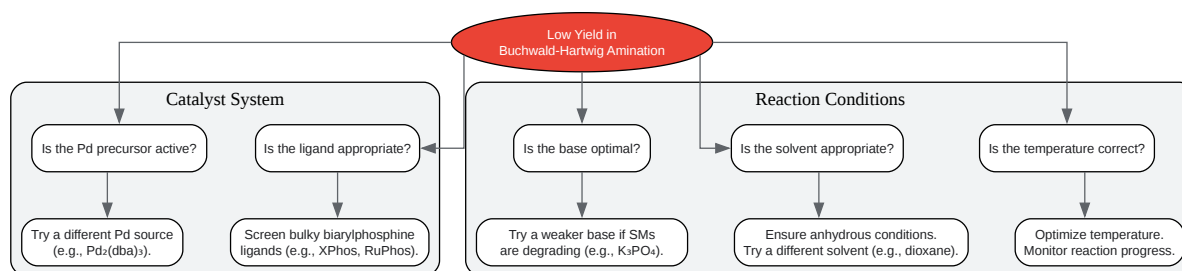 Low Yield in
Buchwald-Hartwig Amination
Catalyst System
Reaction Conditions
Is the Pd precursor active?
Is the ligand appropriate?
Is the base optimal?
Is the solvent appropriate?
Is the temperature correct?
Try a different Pd source
(e.g., Pd₂(dba)₃).
Screen bulky biarylphosphine
ligands (e.g., XPhos, RuPhos).
Try a weaker base if SMs
are degrading (e.g., K₃PO₄).
Ensure anhydrous conditions.
Try a different solvent (e.g., dioxane).
Optimize temperature.
Monitor reaction progress.